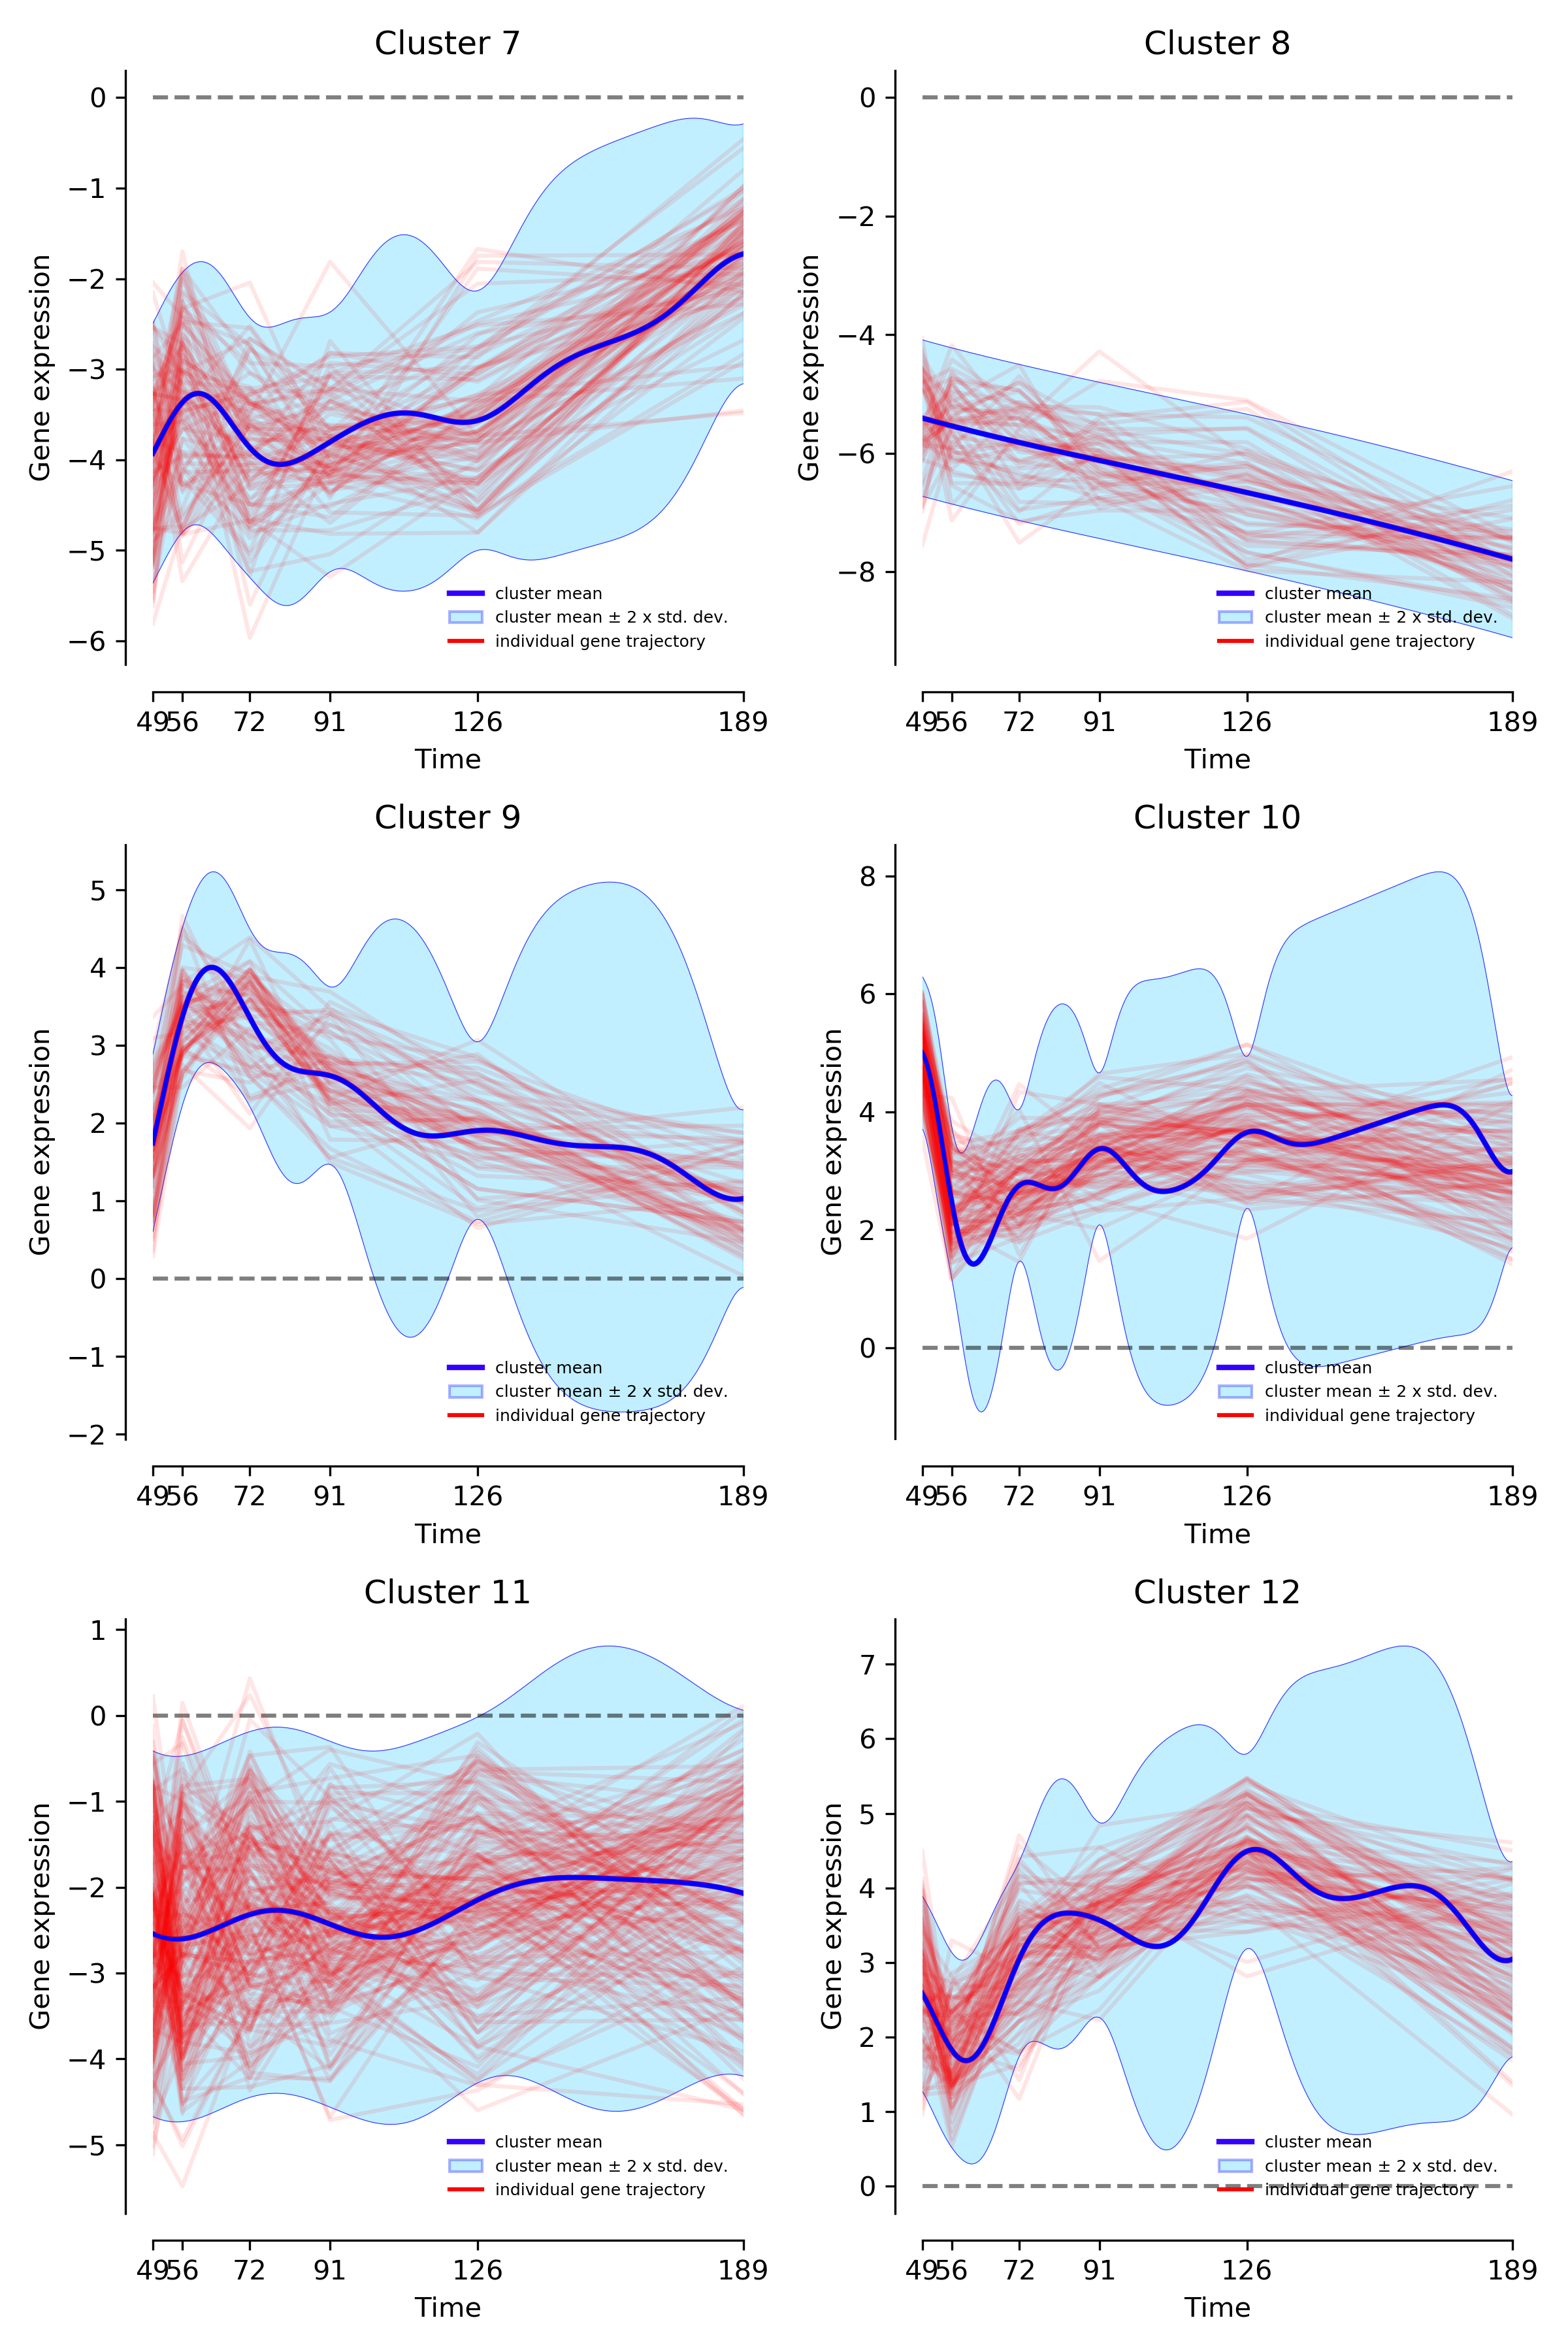 Cluster 7
0
−1
−2
−3
−4
−5
−6
Gene expression
cluster mean
cluster mean ± 2 x std. dev.
individual gene trajectory
49 56 72 91 126 189
Time
Cluster 8
0
−2
−4
−6
−8
Gene expression
cluster mean
cluster mean ± 2 x std. dev.
individual gene trajectory
49 56 72 91 126 189
Time
Cluster 9
5
4
3
2
1
0
−1
−2
Gene expression
cluster mean
cluster mean ± 2 x std. dev.
individual gene trajectory
49 56 72 91 126 189
Time
Cluster 10
8
6
4
2
0
Gene expression
cluster mean
cluster mean ± 2 x std. dev.
individual gene trajectory
49 56 72 91 126 189
Time
Cluster 11
1
0
−1
−2
−3
−4
−5
Gene expression
cluster mean
cluster mean ± 2 x std. dev.
individual gene trajectory
49 56 72 91 126 189
Time
Cluster 12
7
6
5
4
3
2
1
0
Gene expression
cluster mean
cluster mean ± 2 x std. dev.
individual gene trajectory
49 56 72 91 126 189
Time